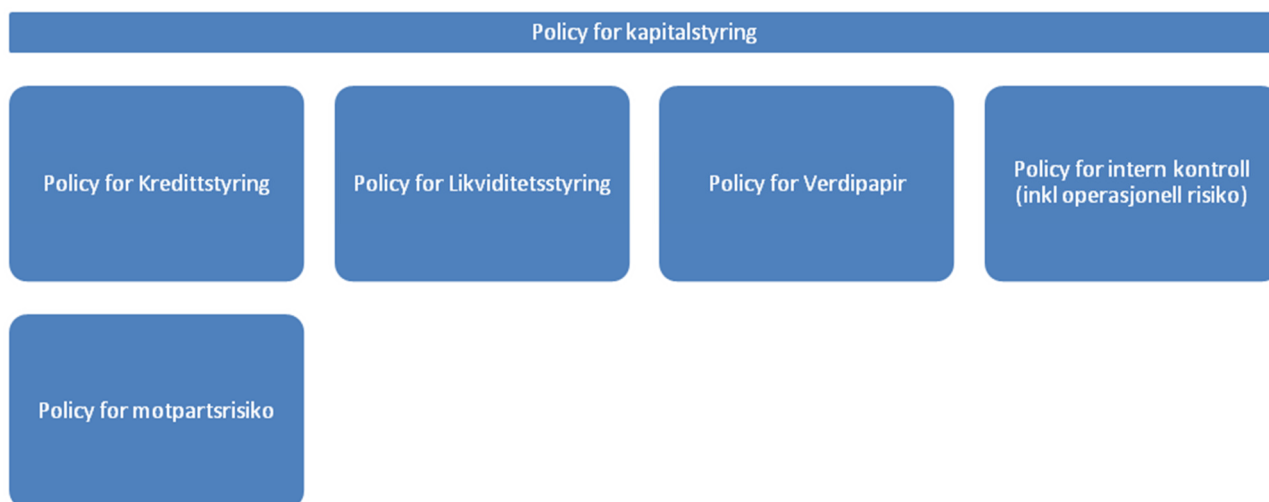 Policy for kapitalstyring
Policy for Kredittstyring
Policy for Likviditetsstyring
Policy for Verdipapir
Policy for intern kontroll
(inkl operasjonell risiko)
Policy for motpartsrisiko